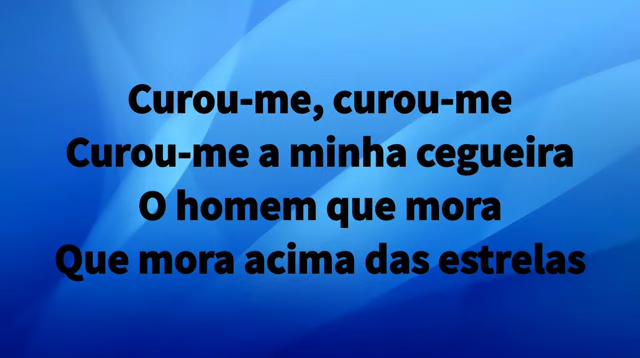 Curou-me, curou-me
Curou-me a minha cegueira
O homem que mora
Que mora acima das estrelas